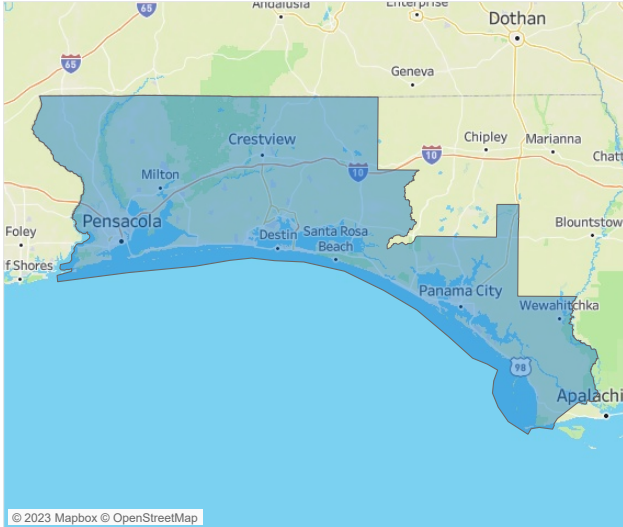 Andalusia
Enterprise
65
Dothan
65
Geneva
Crestview
Chipley
Marianna
10
10
Chatt
Milton
Pensacola
Foley
Destin
Santa Rosa
Beach
Blountstow
f Shores
Panama City
Wewahitchka
98
Apalachi
© 2023 Mapbox © OpenStreetMap